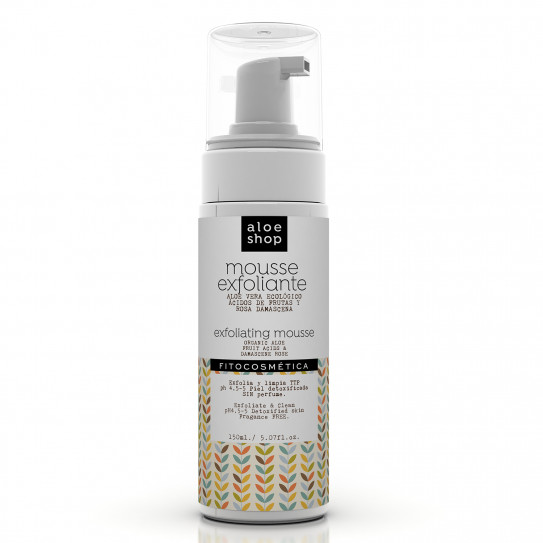 aloe
shop
mousse
exfoliante
ALOE VERA ECOLÓGICO
ÁCIDOS DE FRUTAS Y
ROSA DAMASCENA
exfoliating mousse
ORGANIC ALOE
FRUIT ACIDS &
DAMASCENE ROSE
FITOCOSMÉTICA
Exfolia y limpia TTP
ph 4.5-5 Piel detoxificada
SIN perfume.
Exfoliate & Clean
pH4.5-5 Detoxified skin
Fragance FREE.
150ml./ 5.07fl.oz.